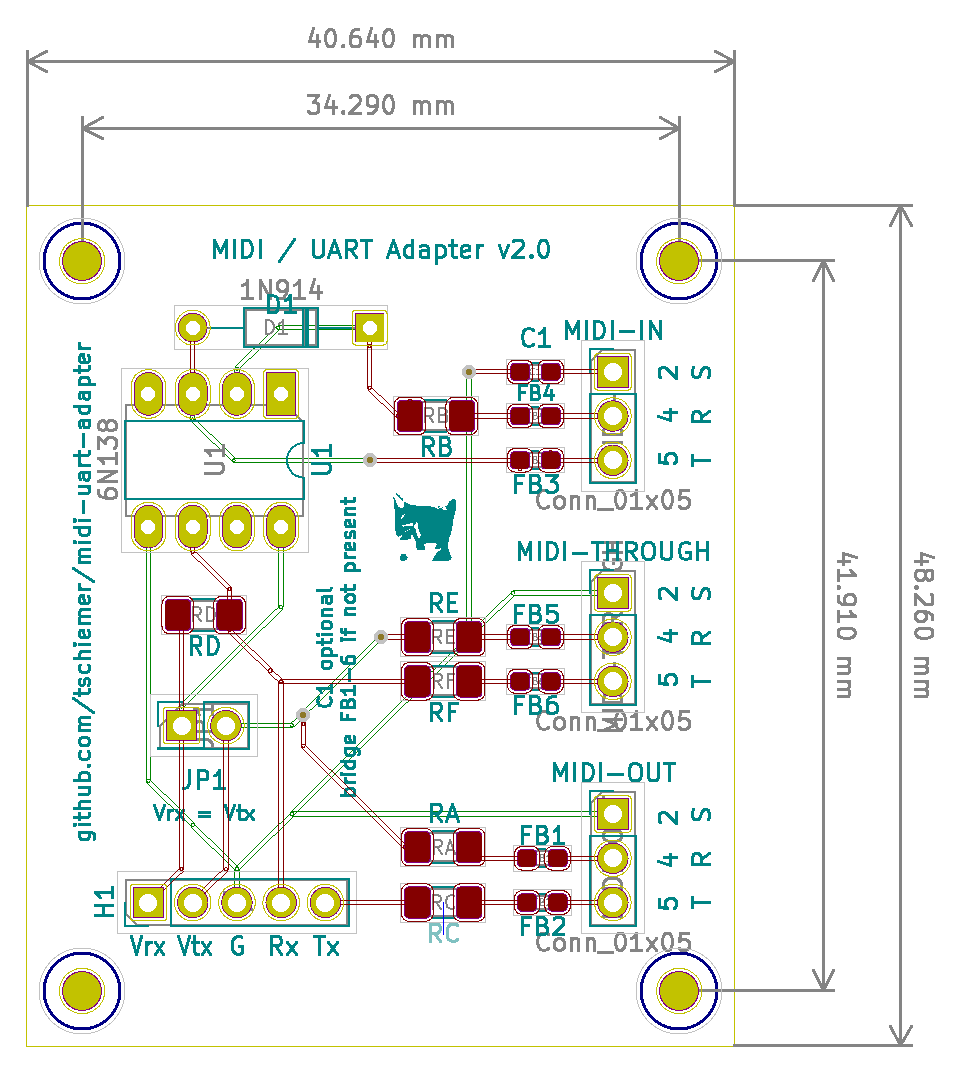 40.640 mm
34.290 mm
MIDI / UART Adapter v2.0
1N914
D1
D1
C1
MIDI-IN
FB4
2 S
4 R
5 T
RB
RB
FB3
Conn_01x05
6N138
U1
U1
github.com/tschiemer/midi-uart-adapter
41.910 mm
48.260 mm
MIDI-THROUGH
RE
RE
FB5
2 S
4 R
5 T
RD
RD
RF
RF
FB6
Conn_01x05
C1 optional
bridge FB1-6 if not present
JP1
Vrx = Vtx
MIDI-OUT
RA
RA
FB1
2 S
4 R
5 T
H1
RC
RC
FB2
Conn_01x05
Vrx Vtx G Rx Tx